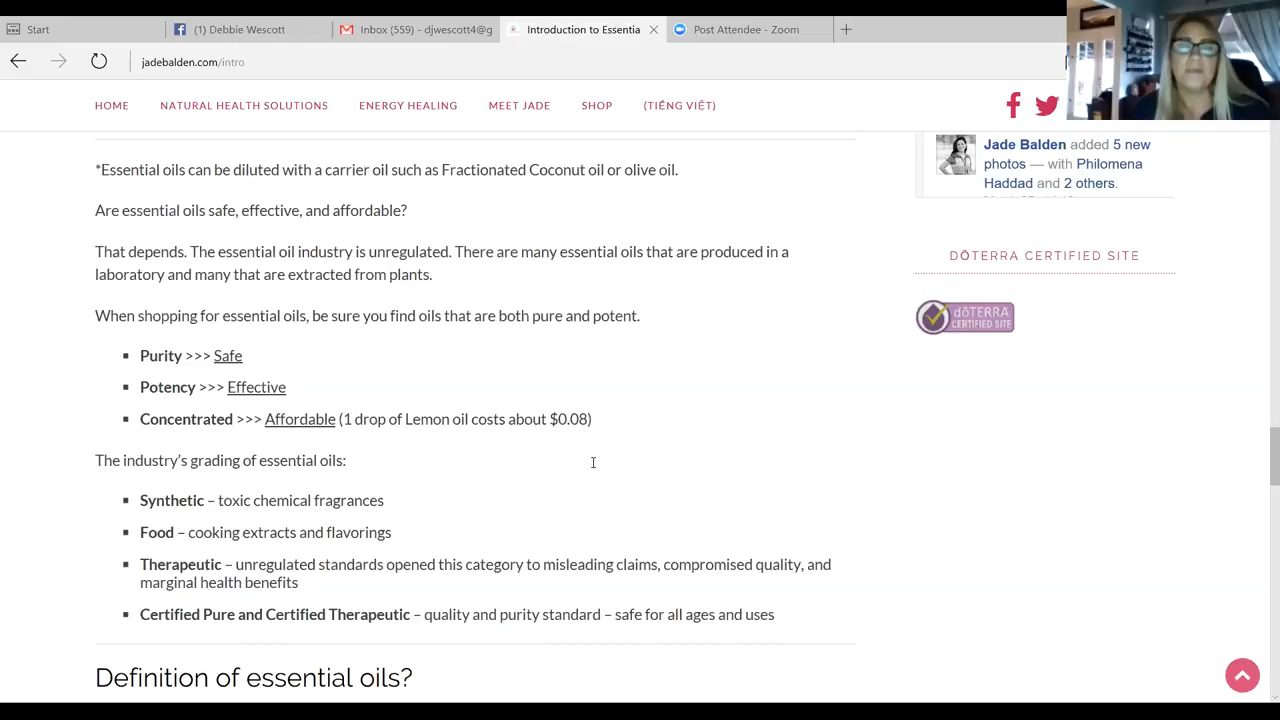 Start
(1) Debbie Wescott
Inbox (559) - djwescott4@g
Introduction to Essentia
Post Attendee - Zoom
jadebalden.com/intro
HOME
NATURAL HEALTH SOLUTIONS
ENERGY HEALING
MEET JADE
SHOP
(TIẾNG VIỆT)
*Essential oils can be diluted with a carrier oil such as Fractionated Coconut oil or olive oil.
Are essential oils safe, effective, and affordable?
That depends. The essential oil industry is unregulated. There are many essential oils that are produced in a
laboratory and many that are extracted from plants.
When shopping for essential oils, be sure you find oils that are both pure and potent.
Purity >>> Safe
Potency >>> Effective
Concentrated >>> Affordable (1 drop of Lemon oil costs about $0.08)
The industry's grading of essential oils:
Synthetic – toxic chemical fragrances
Food – cooking extracts and flavorings
Therapeutic – unregulated standards opened this category to misleading claims, compromised quality, and
marginal health benefits
Certified Pure and Certified Therapeutic – quality and purity standard – safe for all ages and uses
Definition of essential oils?
Jade Balden added 5 new
photos — with Philomena
Haddad and 2 others.
DŌTERRA CERTIFIED SITE
dōTERRA
CERTIFIED SITE